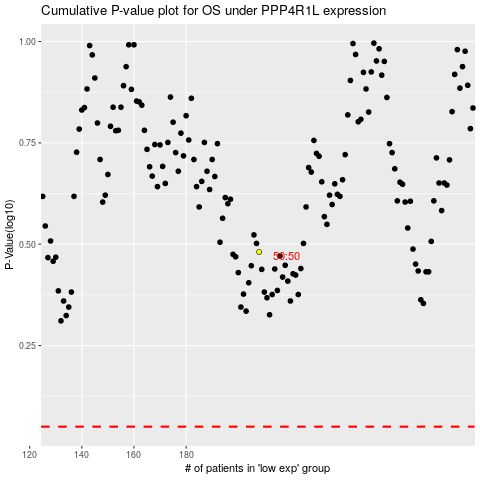 Cumulative P-value plot for OS under PPP4R1L expression
1.00
0.75
0.50
0.25
P-Value(log10)
50:50
120 140 160 180
# of patients in 'low exp' group